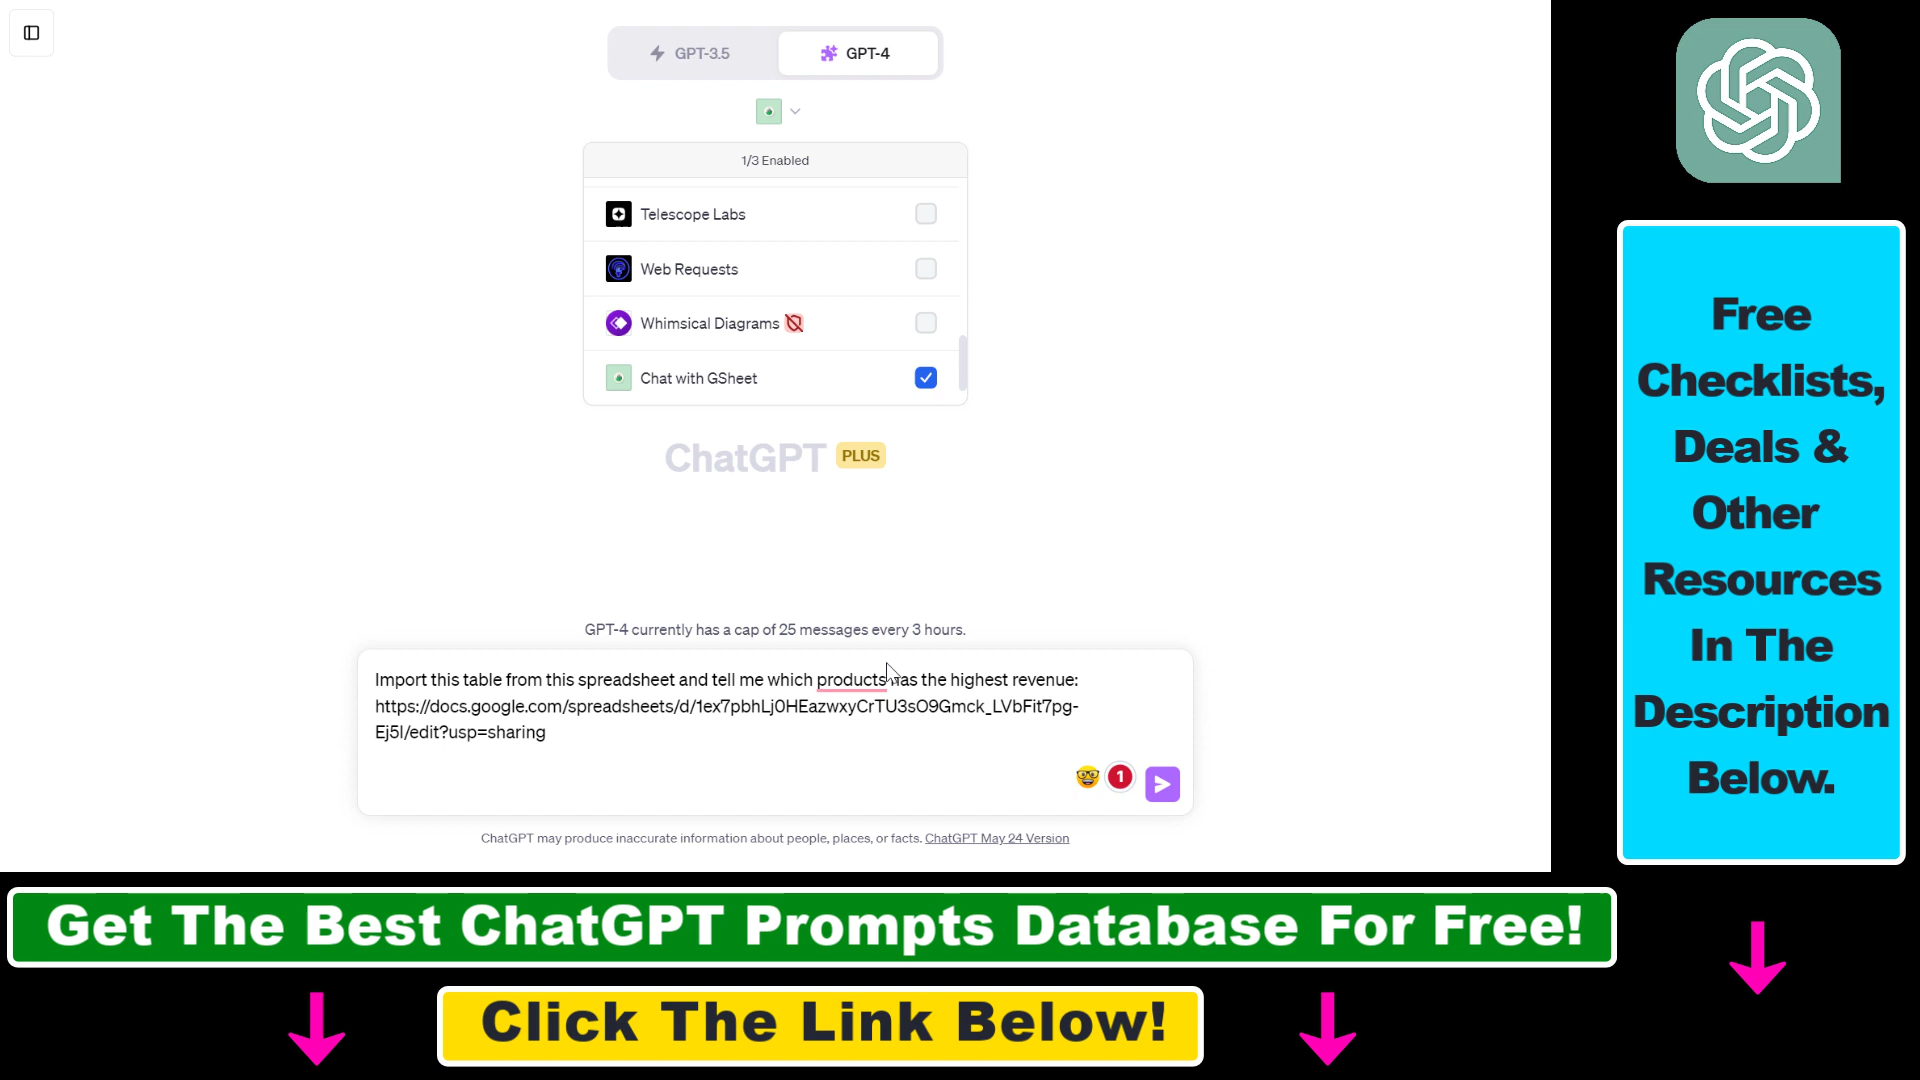 GPT-3.5
GPT-4
1/3 Enabled
Telescope Labs
Web Requests
Whimsical Diagrams
Chat with GSheet
ChatGPT PLUS
GPT-4 currently has a cap of 25 messages every 3 hours.
Import this table from this spreadsheet and tell me which products has the highest revenue:
https://docs.google.com/spreadsheets/d/1ex7pbhLj0HEazwxyCrTU3sO9Gmck_LVbFit7pg-
Ej5I/edit?usp=sharing
1
ChatGPT may produce inaccurate information about people, places, or facts. ChatGPT May 24 Version
Free
Checklists,
Deals &
Other
Resources
In The
Description
Below.
Get The Best ChatGPT Prompts Database For Free!
Click The Link Below!